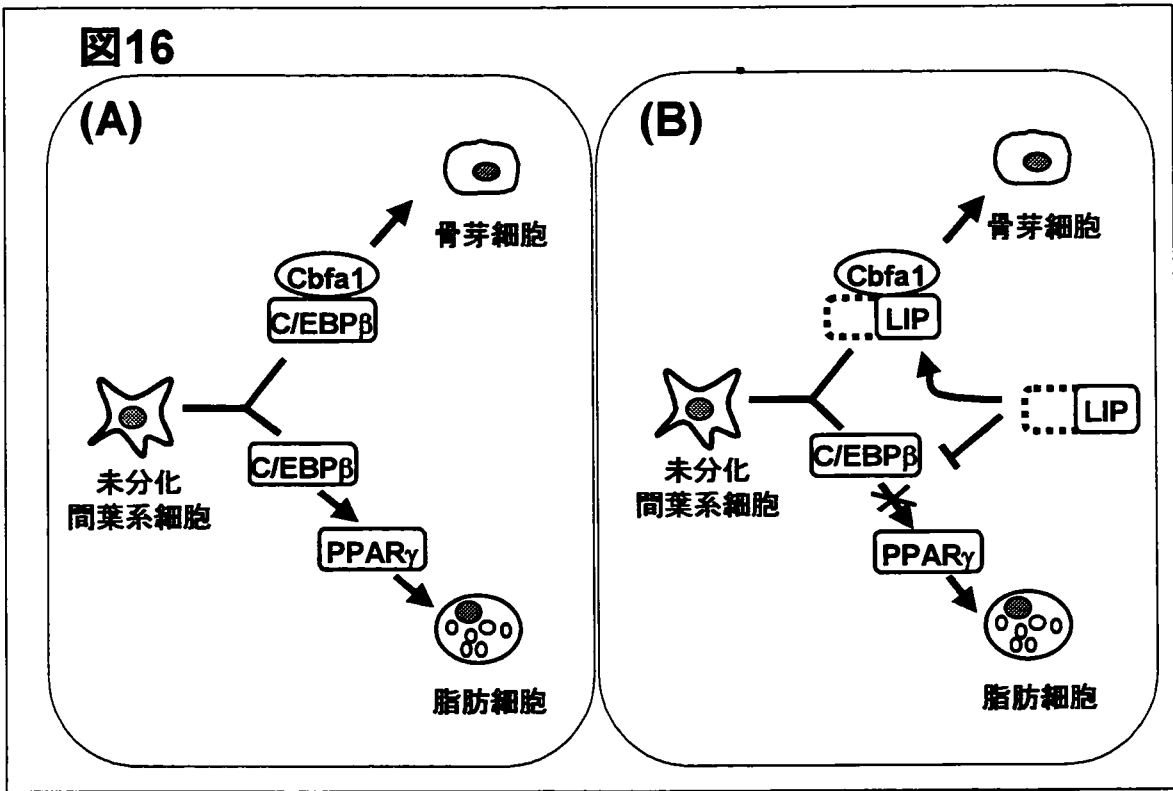 図16
(A)
骨芽細胞
Cbfa1
C/EBPβ
未分化
間葉系細胞
C/EBPβ
PPARγ
脂肪細胞
(B)
骨芽細胞
Cbfa1
LIP
LIP
未分化
間葉系細胞
C/EBPβ
PPARγ
脂肪細胞